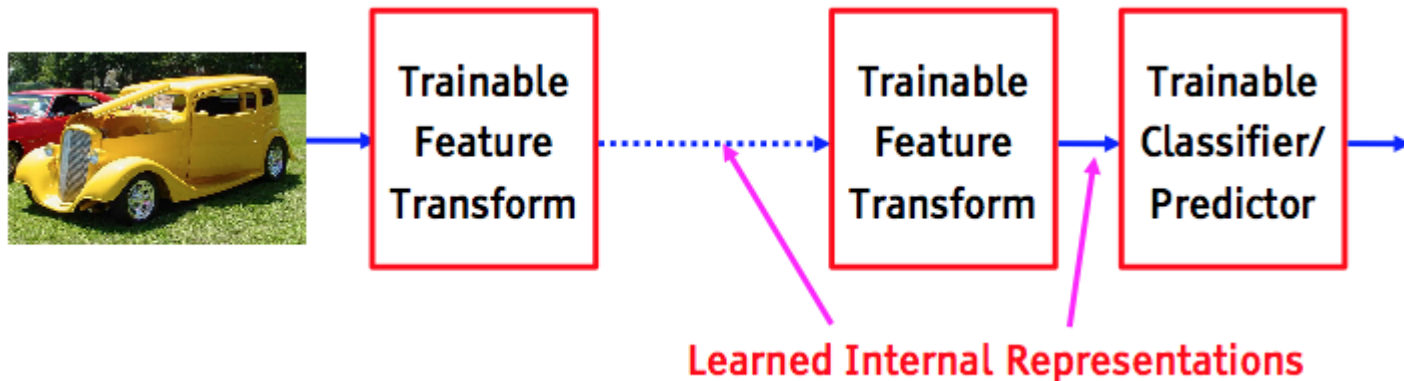 Trainable
Feature
Transform
Trainable
Feature
Transform
Trainable
Classifier/
Predictor
Learned Internal Representations